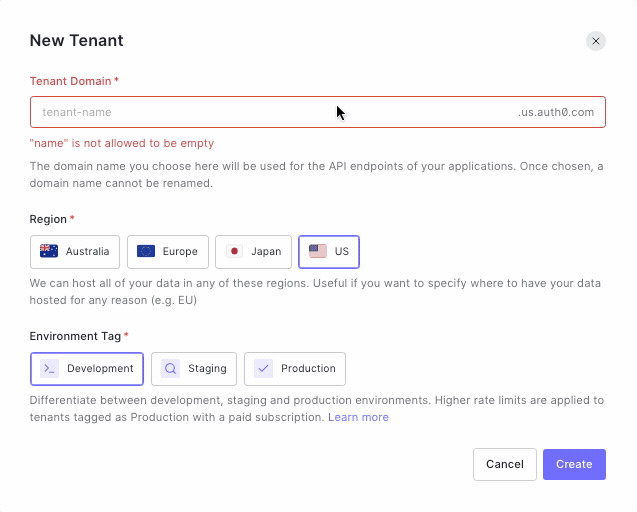 New Tenant
Tenant Domain *
tenant-name
.us.auth0.com
"name" is not allowed to be empty
The domain name you choose here will be used for the API endpoints of your applications. Once chosen, a
domain name cannot be renamed.
Region *
Australia Europe Japan US
We can host all of your data in any of these regions. Useful if you want to specify where to have your data
hosted for any reason (e.g. EU)
Environment Tag *
Development Staging Production
Differentiate between development, staging and production environments. Higher rate limits are applied to
tenants tagged as Production with a paid subscription. Learn more
Cancel Create